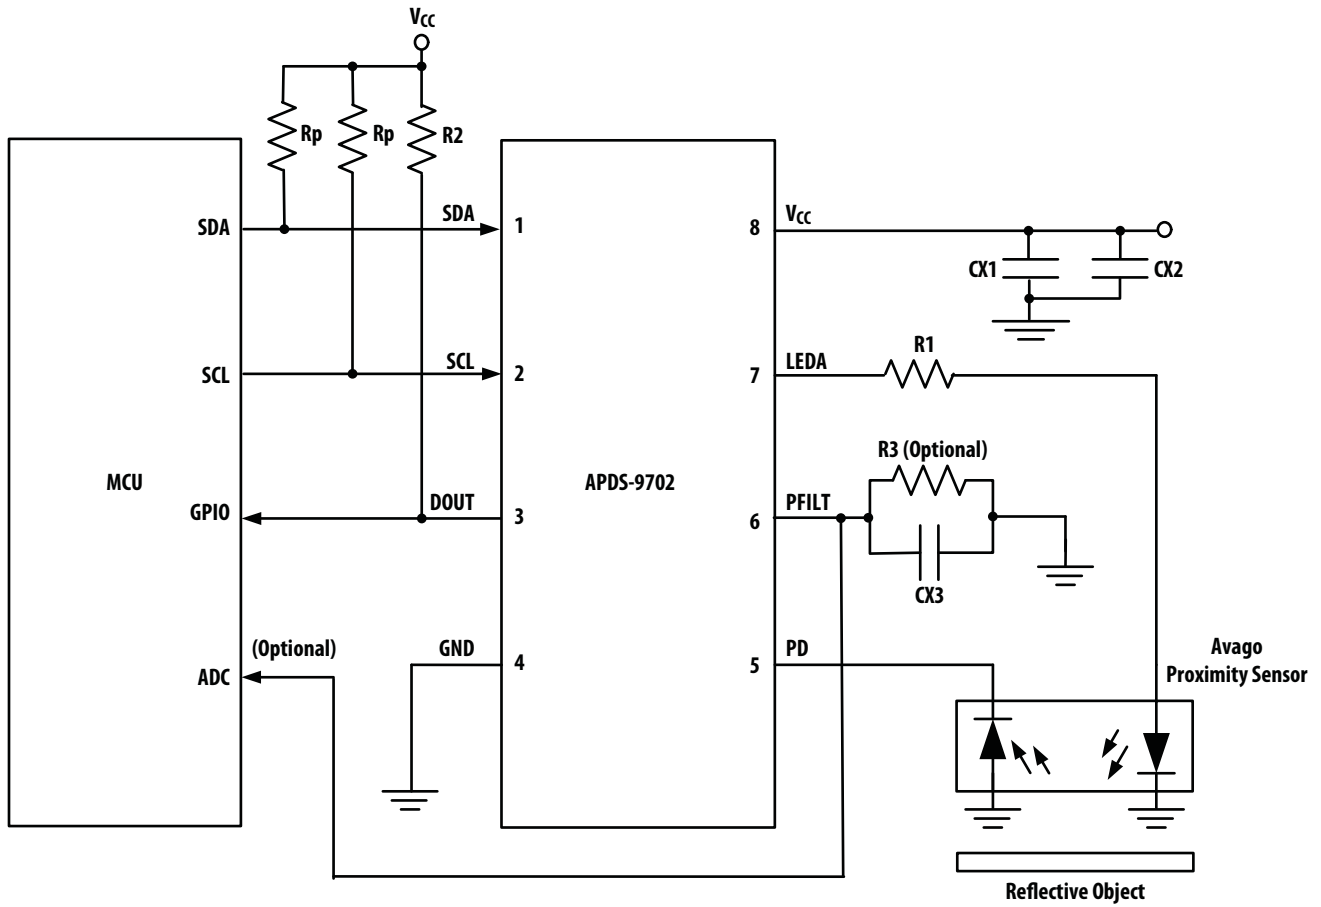 VCC
Rp
Rp
R2
SDA
SDA
1
8
VCC
CX1
CX2
SCL
SCL
2
7
LEDA
R1
MCU
APDS-9702
R3 (Optional)
GPIO
DOUT
3
6
PFILT
CX3
(Optional)
ADC
GND
4
5
PD
Avago
Proximity Sensor
Reflective Object